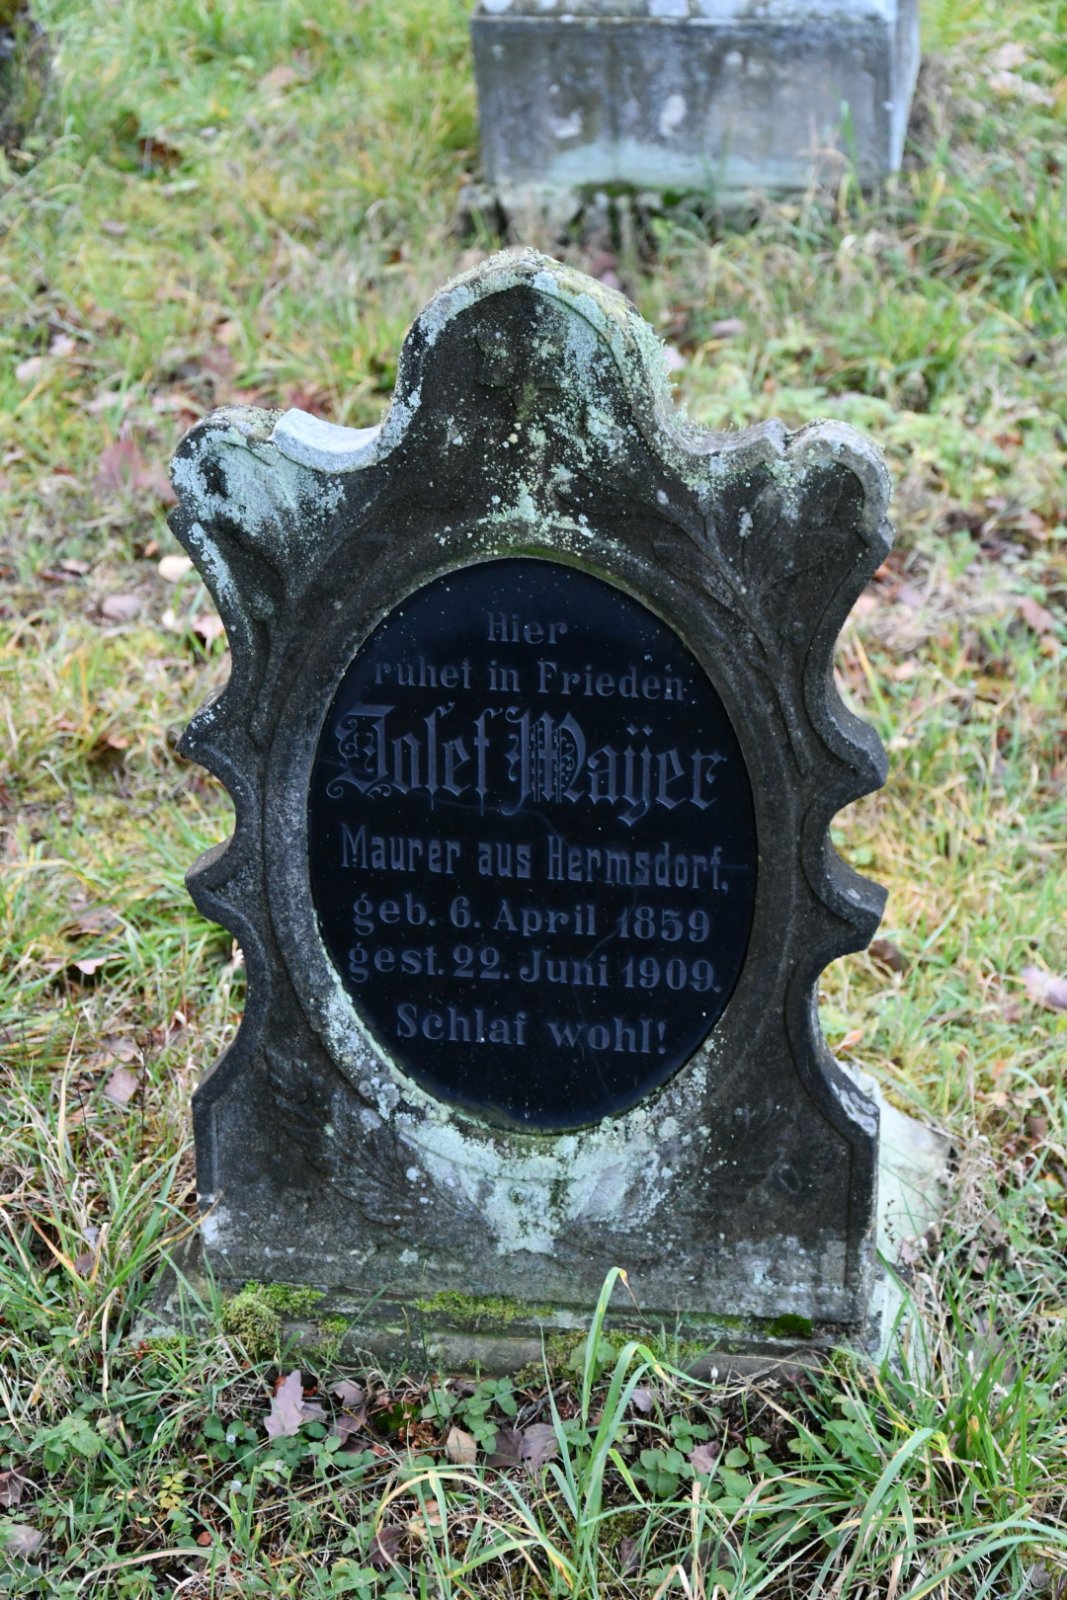 Hier
ruhet in Frieden
Josef Mayer
Maurer aus Hermsdorf,
geb. 6. April 1859
gest. 22. Juni 1909.
Schlaf wohl!